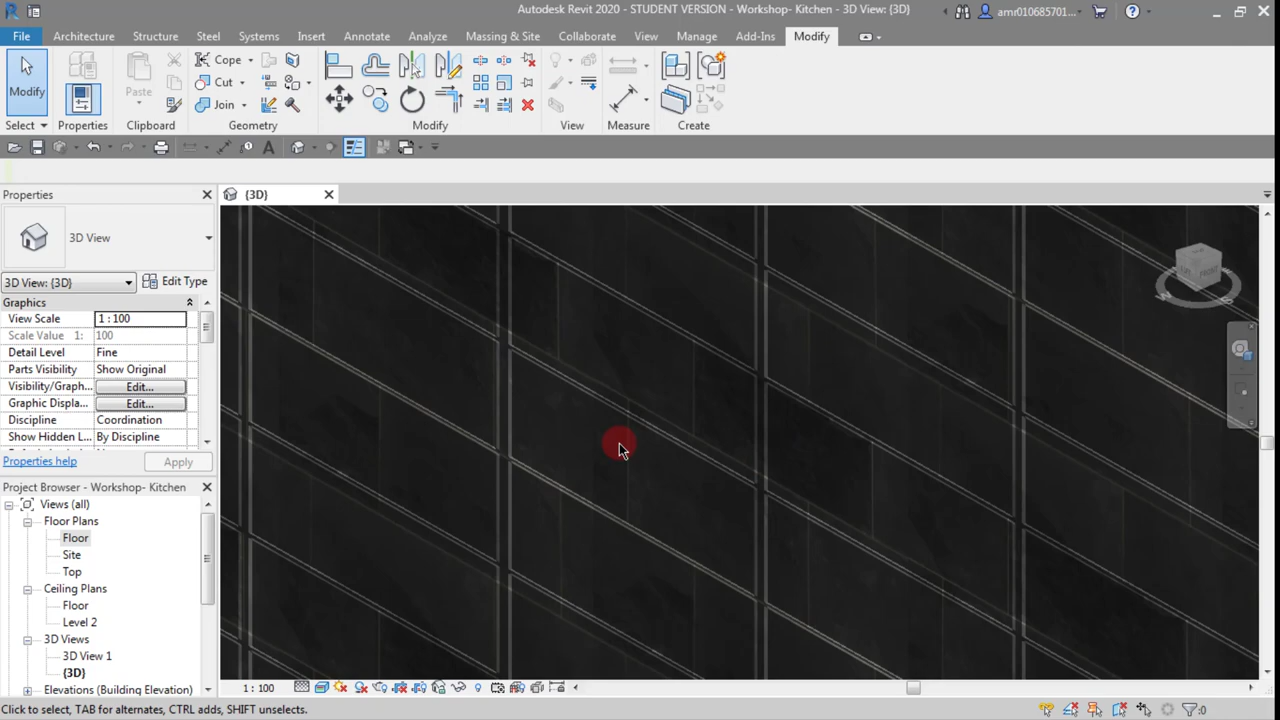 Autodesk Revit 2020 - STUDENT VERSION - Workshop- Kitchen - 3D View: {3D}
amr010685701...
File Architecture Structure Steel Systems Insert Annotate Analyze Massing & Site Collaborate View Manage Add-Ins Modify
Modify
Paste
Cope
Cut
Join
Select Properties Clipboard Geometry Modify View Measure Create
Properties
{3D}
3D View
3D View: {3D}
Edit Type
Graphics
View Scale 1 : 100
Scale Value 1: 100
Detail Level Fine
Parts Visibility Show Original
Visibility/Graph... Edit...
Graphic Displa... Edit...
Discipline Coordination
Show Hidden L... By Discipline
Properties help Apply
Project Browser - Workshop- Kitchen
Views (all)
Floor Plans
Floor
Site
Top
Ceiling Plans
Floor
Level 2
3D Views
3D View 1
{3D}
Elevations (Building Elevation)
1 : 100
Click to select, TAB for alternates, CTRL adds, SHIFT unselects.
:0
FRONT
W
S